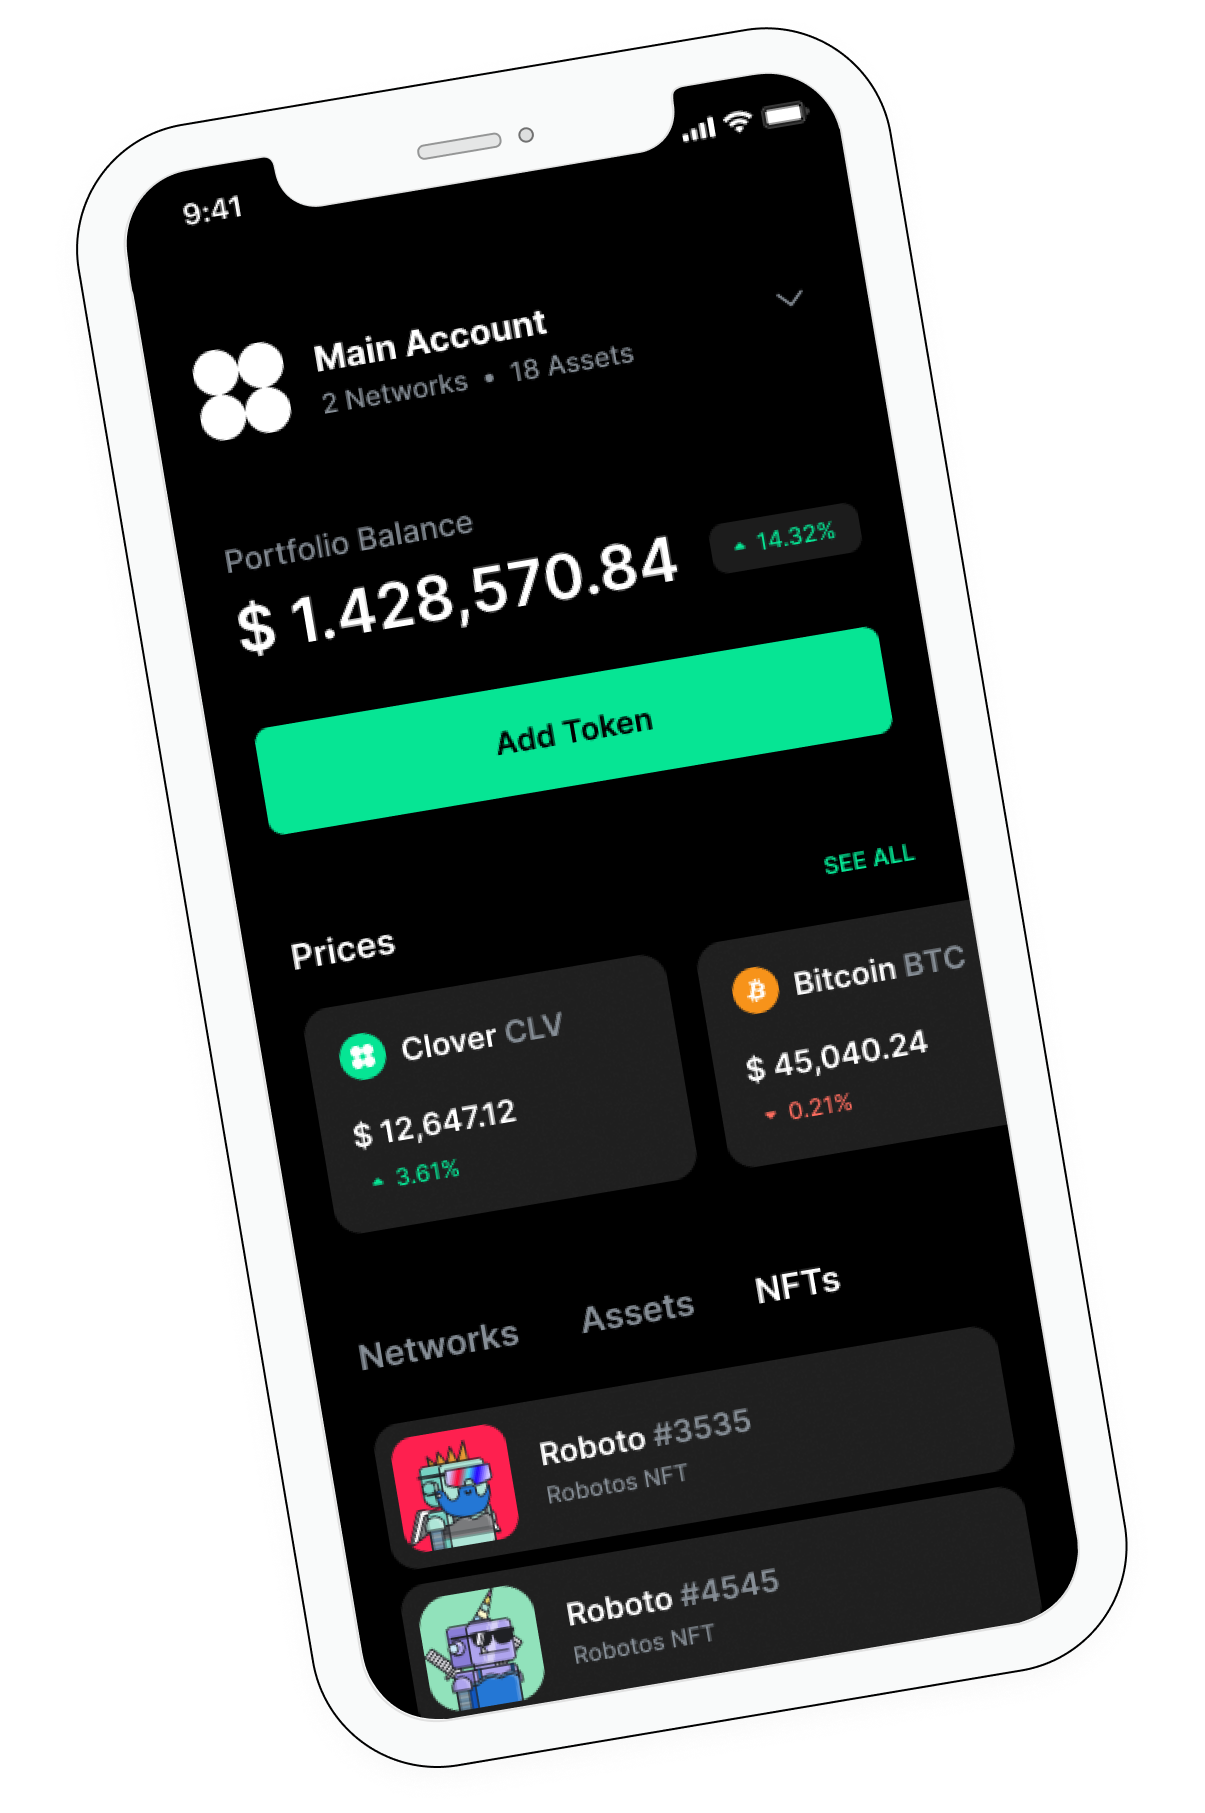 9:41
Main Account
2 Networks • 18 Assets
Portfolio Balance
$ 1.428,570.84
14.32%
Add Token
SEE ALL
Prices
Clover CLV
$ 12,647.12
3.61%
Bitcoin BTC
$ 45,040.24
0.21%
Networks Assets NFTs
Roboto #3535
Robotos NFT
Roboto #4545
Robotos NFT